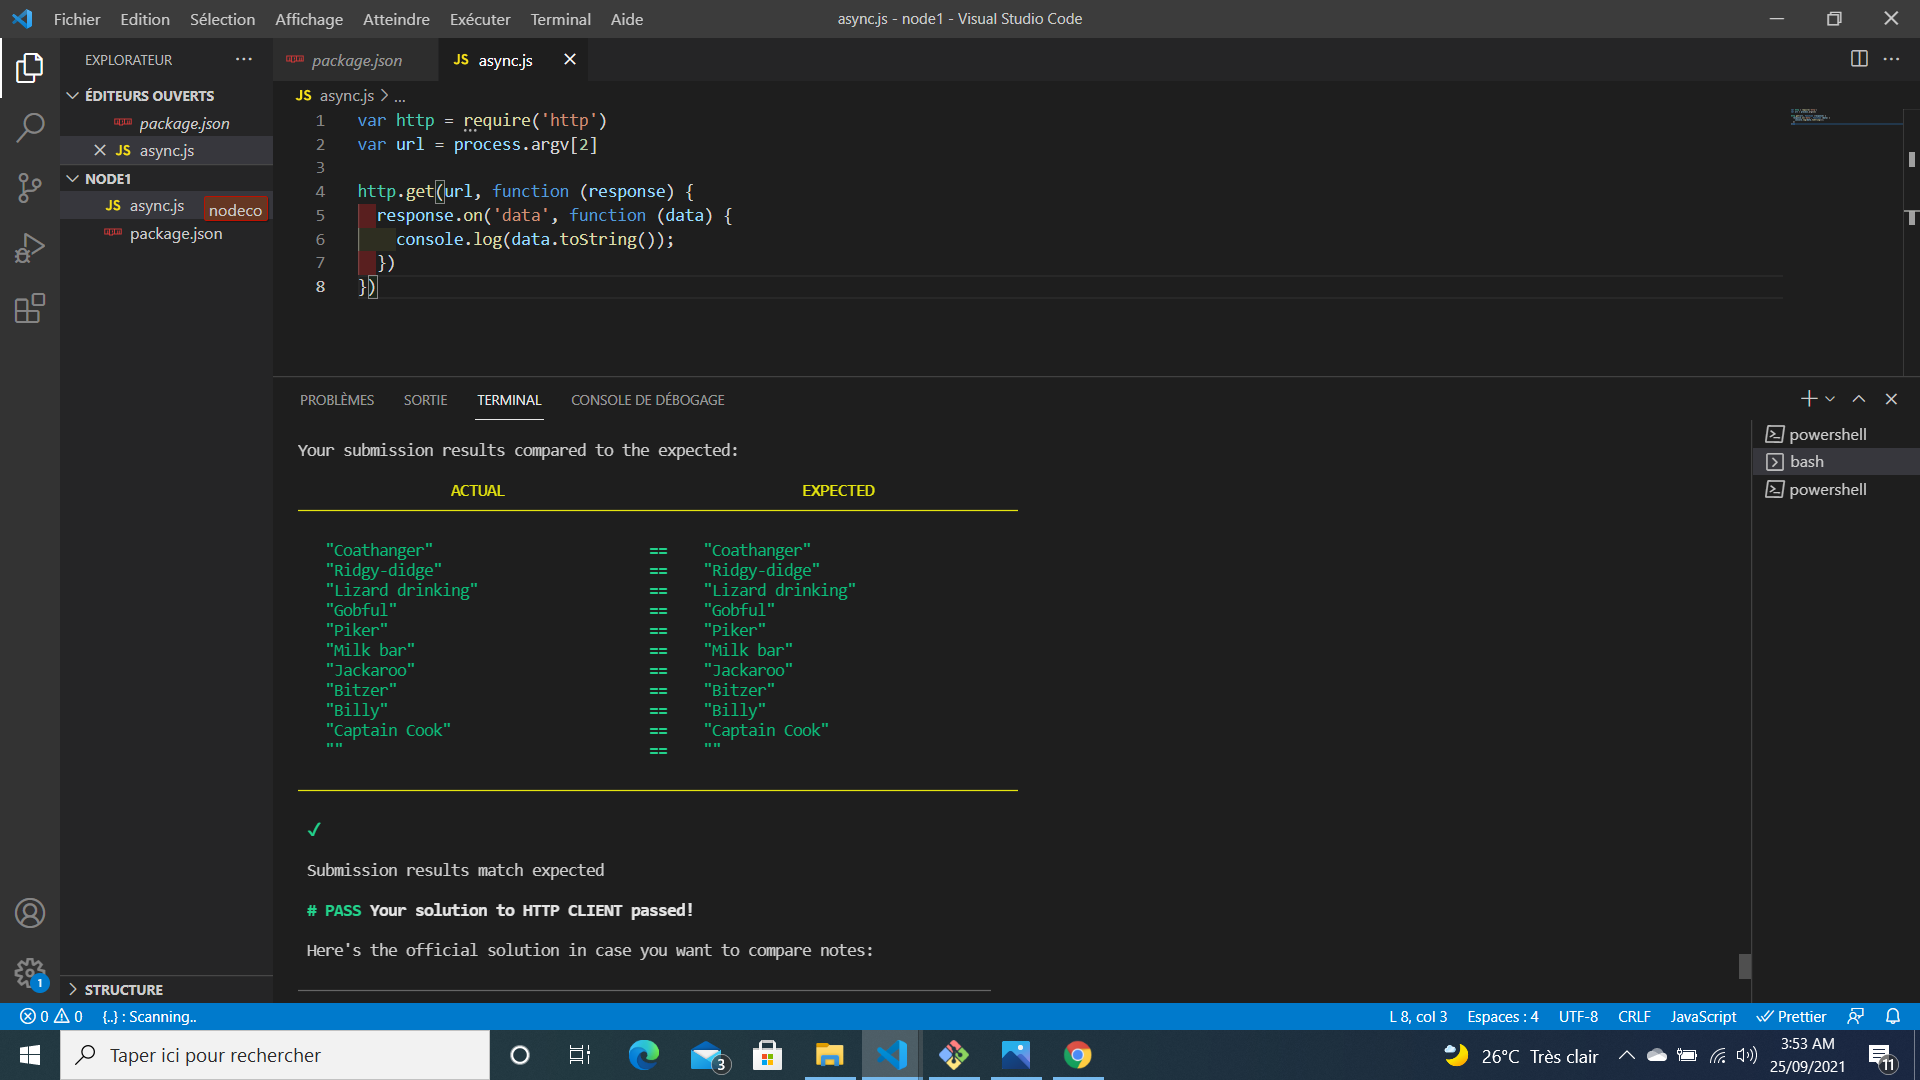 Fichier Edition Sélection Affichage Atteindre Exécuter Terminal Aide
async.js - node1 - Visual Studio Code
EXPLORATEUR
ÉDITEURS OUVERTS
package.json
JS async.js
NODE1
JS async.js
nodeco
package.json
STRUCTURE
package.json
JS async.js
JS async.js > ...
1 var http = require('http')
2 var url = process.argv[2]
3
4 http.get(url, function (response) {
5 response.on('data', function (data) {
6 console.log(data.toString());
7 })
8 })
PROBLÈMES SORTIE TERMINAL CONSOLE DE DÉBOGAGE
Your submission results compared to the expected:
ACTUAL EXPECTED
"Coathanger" == "Coathanger"
"Ridgy-didge" == "Ridgy-didge"
"Lizard drinking" == "Lizard drinking"
"Gobful" == "Gobful"
"Piker" == "Piker"
"Milk bar" == "Milk bar"
"Jackaroo" == "Jackaroo"
"Bitzer" == "Bitzer"
"Billy" == "Billy"
"Captain Cook" == "Captain Cook"
"" == ""
✓
Submission results match expected
# PASS Your solution to HTTP CLIENT passed!
Here's the official solution in case you want to compare notes:
powershell
bash
powershell
1
0 0 {..} : Scanning..
L 8, col 3 Espaces : 4 UTF-8 CRLF JavaScript Prettier
Taper ici pour rechercher
3
26°C Très clair
3:53 AM
25/09/2021
11